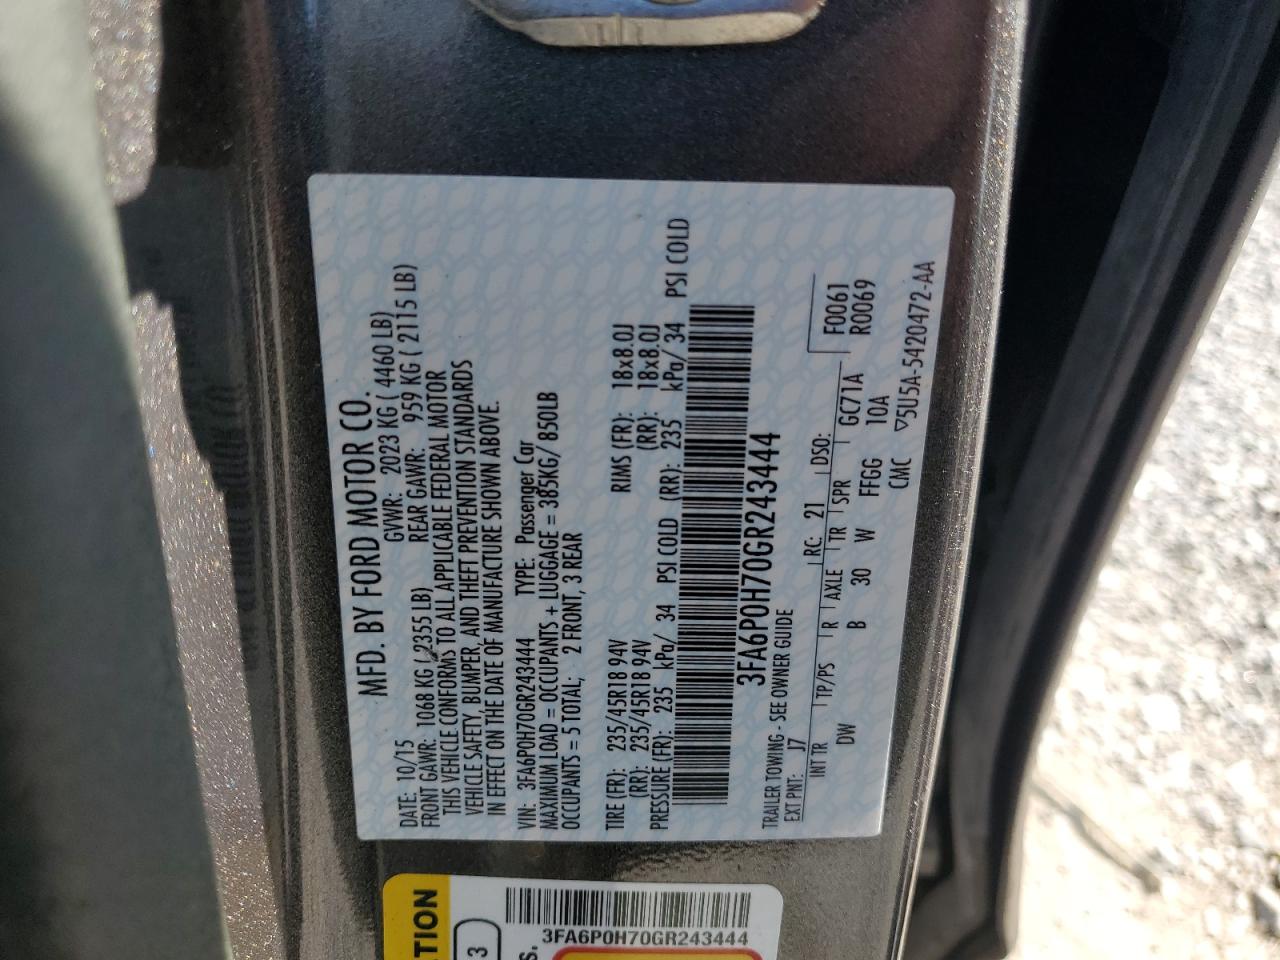 MFD. BY FORD MOTOR CO.
DATE: 10/15 GVWR: 2023 KG ( 4460 LB)
FRONT GAWR: 1068 KG ( 2355 LB) REAR GAWR: 959 KG ( 2115 LB)
THIS VEHICLE CONFORMS TO ALL APPLICABLE FEDERAL MOTOR
VEHICLE SAFETY, BUMPER, AND THEFT PREVENTION STANDARDS
IN EFFECT ON THE DATE OF MANUFACTURE SHOWN ABOVE.
VIN: 3FA6P0H70GR243444 TYPE: Passenger Car
MAXIMUM LOAD = OCCUPANTS + LUGGAGE = 385KG/ 850LB
OCCUPANTS = 5 TOTAL; 2 FRONT, 3 REAR
TIRE (FR): 235/45R18 94V RIMS (FR): 18x8.0J
(RR): 235/45R18 94V (RR): 18x8.0J
PRESSURE (FR): 235 kPa/ 34 PSI COLD (RR): 235 kPa/ 34 PSI COLD
3FA6P0H70GR243444
TRAILER TOWING - SEE OWNER GUIDE
EXT PNT: J7 RC: 21 DSO: F0061
INT TR TP/PS R AXLE TR SPR GC71A R0069
DW B 30 W FFGG 10A
CMC ▽5U5A-5420472-AA
TION
3
S.
3FA6P0H70GR243444